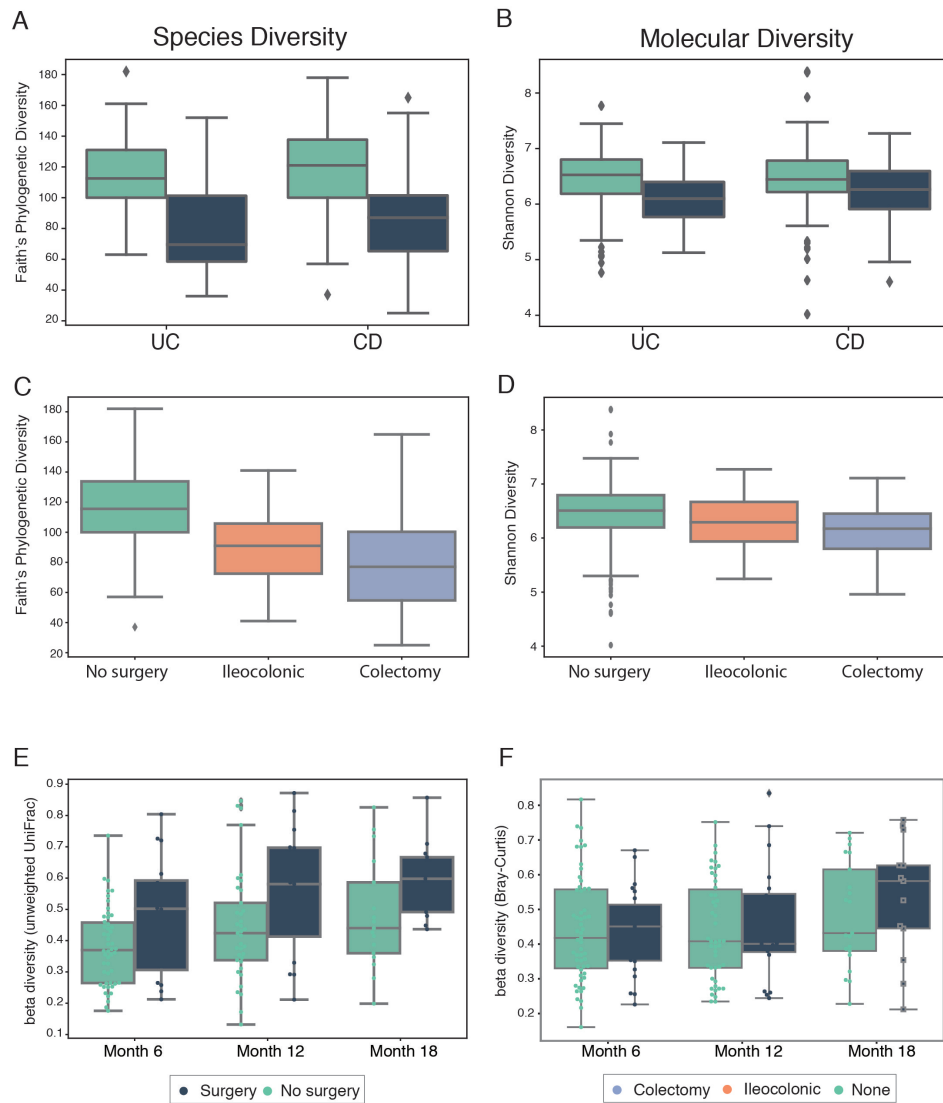 A
Species Diversity
B
Molecular Diversity
Faith's Phylogenetic Diversity
180
160
140
120
100
80
60
40
20
UC
CD
Shannon Diversity
8
7
6
5
4
UC
CD
C
Faith's Phylogenetic Diversity
180
160
140
120
100
80
60
40
20
No surgery
Ileocolonic
Colectomy
D
Shannon Diversity
8
7
6
5
4
No surgery
Ileocolonic
Colectomy
E
beta diversity (unweighted UniFrac)
0.9
0.8
0.7
0.6
0.5
0.4
0.3
0.2
0.1
Month 6
Month 12
Month 18
Surgery
No surgery
F
beta diversity (Bray-Curtis)
0.8
0.7
0.6
0.5
0.4
0.3
0.2
Month 6
Month 12
Month 18
Colectomy
Ileocolonic
None